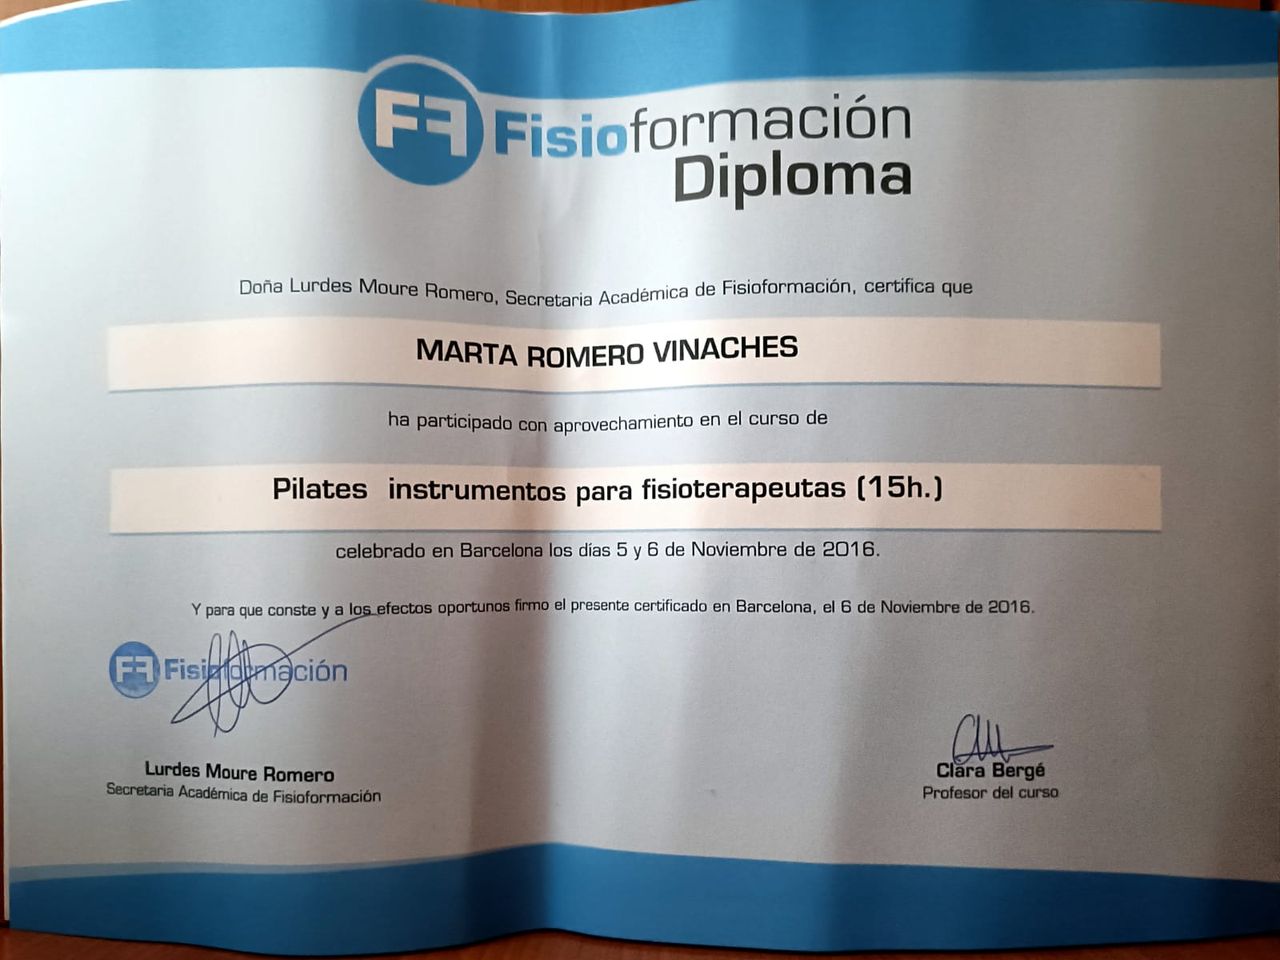 FF Fisioformación
Diploma
Doña Lurdes Moure Romero, Secretaria Académica de Fisioformación, certifica que
MARTA ROMERO VINACHES
ha participado con aprovechamiento en el curso de
Pilates instrumentos para fisioterapeutas (15h.)
celebrado en Barcelona los días 5 y 6 de Noviembre de 2016.
Y para que conste y a los efectos oportunos firmo el presente certificado en Barcelona, el 6 de Noviembre de 2016.
FF Fisioformación
Lurdes Moure Romero
Secretaria Académica de Fisioformación
Clara Bergé
Profesor del curso